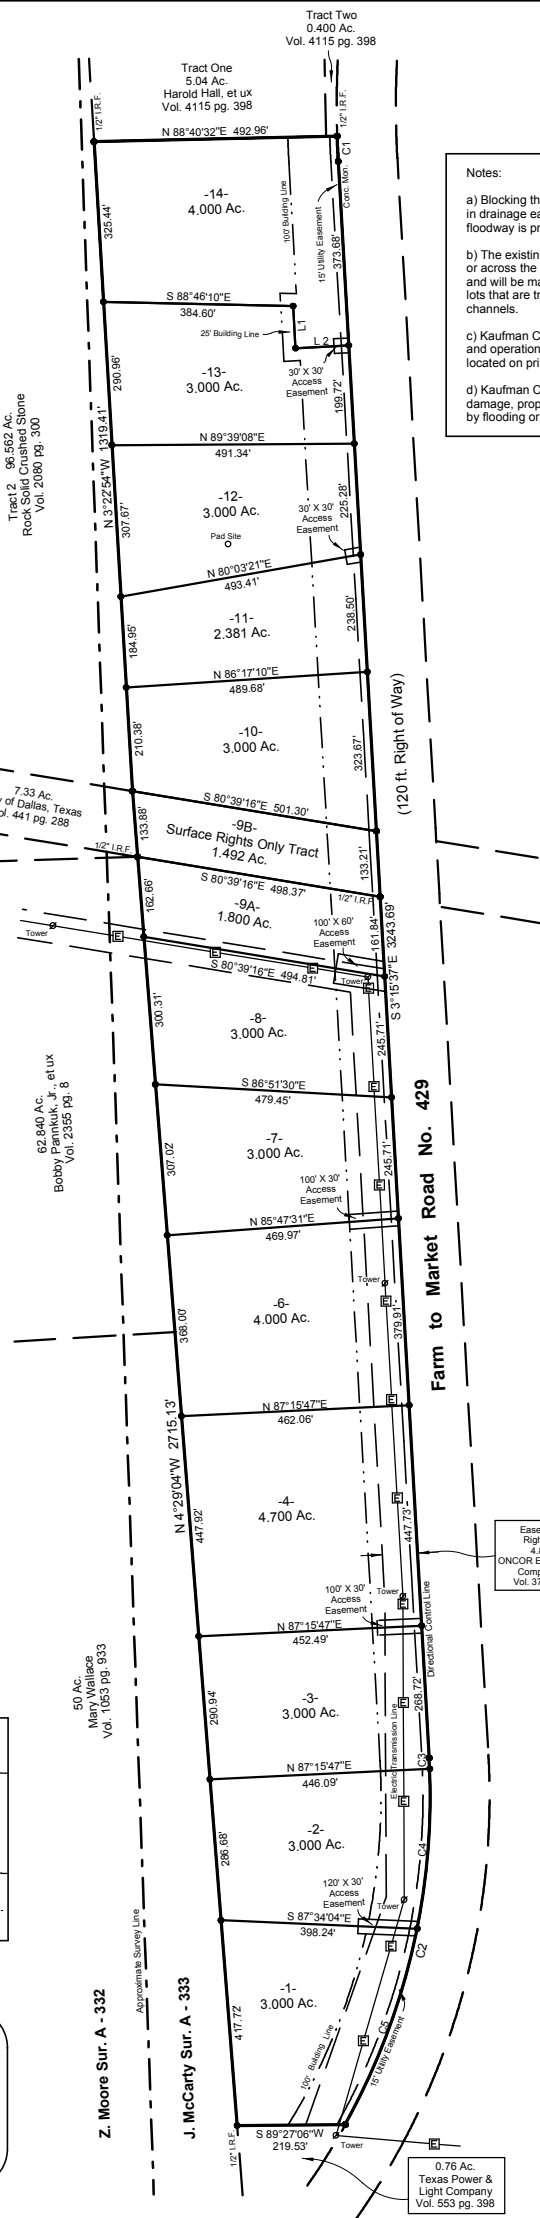 Tract Two
0.400 Ac.
Vol. 4115 pg. 398
Tract One
5.04 Ac.
Harold Hall, et ux
Vol. 4115 pg. 398
1/2" I.R.F.
1/2" I.R.F.
N 88°40'32"E 492.96'
C1
Conc. Mon.
-14-
4.000 Ac.
325.44'
100' Building Line
15' Utility Easement
373.68'
Notes:
a) Blocking th
in drainage ea
floodway is pr
b) The existin
or across the
and will be ma
lots that are tr
channels.
c) Kaufman C
and operation
located on pri
d) Kaufman C
damage, prop
by flooding or
S 88°46'10"E
384.60'
25' Building Line
L1
L 2
-13-
3.000 Ac.
290.96'
30' X 30'
Access
Easement
199.72'
Tract 2 96.562 Ac.
Rock Solid Crushed Stone
Vol. 2080 pg. 300
N 3°22'54"W 1319.41'
N 89°39'08"E
491.34'
-12-
3.000 Ac.
Pad Site
307.67'
225.28'
30' X 30'
Access
Easement
N 80°03'21"E
493.41'
-11-
2.381 Ac.
184.95'
238.50'
N 86°17'10"E
489.68'
-10-
3.000 Ac.
210.38'
323.67'
(120 ft. Right of Way)
7.33 Ac.
y of Dallas, Texas
ol. 441 pg. 288
S 80°39'16"E 501.30'
-9B-
Surface Rights Only Tract
1.492 Ac.
133.88'
133.21'
1/2" I.R.F.
S 80°39'16"E 498.37'
1/2" I.R.F.
-9A-
1.800 Ac.
162.66'
161.84'
100' X 60'
Access
Easement
S 3°15'37"E 3243.69'
Tower
E
E
E
E
S 80°39'16"E 494.81'
Tower
E
-8-
3.000 Ac.
300.31'
245.71'
62.840 Ac.
Bobby Pannkuk, Jr., et ux
Vol. 2355 pg. 8
S 86°51'30"E
479.45'
E
-7-
3.000 Ac.
307.02'
245.71'
100' X 30'
Access
Easement
E
N 85°47'31"E
469.97'
Tower
E
-6-
4.000 Ac.
368.00'
379.91'
Farm to Market Road No. 429
N 87°15'47"E
462.06'
E
N 4°29'04"W 2715.13'
-4-
4.700 Ac.
447.92'
447.73'
E
Ease
Righ
4.8
ONCOR E
Comp
Vol. 37
100' X 30'
Access
Easement
Tower
E
N 87°15'47"E
452.49'
Directional Control Line
50 Ac.
Mary Wallace
Vol. 1053 pg. 933
-3-
3.000 Ac.
290.94'
268.72'
E
Electric Transmission Line
N 87°15'47"E
446.09'
C3
-2-
3.000 Ac.
286.68'
E
C4
120' X 30'
Access
Easement
Tower
S 87°34'04"E
398.24'
C2
E
Approximate Survey Line
Z. Moore Sur. A - 332
J. McCarty Sur. A - 333
-1-
3.000 Ac.
417.72'
100' Building Line
E
C5
15' Utility Easement
S 89°27'06"W
219.53'
1/2" I.R.F.
Tower
E
0.76 Ac.
Texas Power &
Light Company
Vol. 553 pg. 398